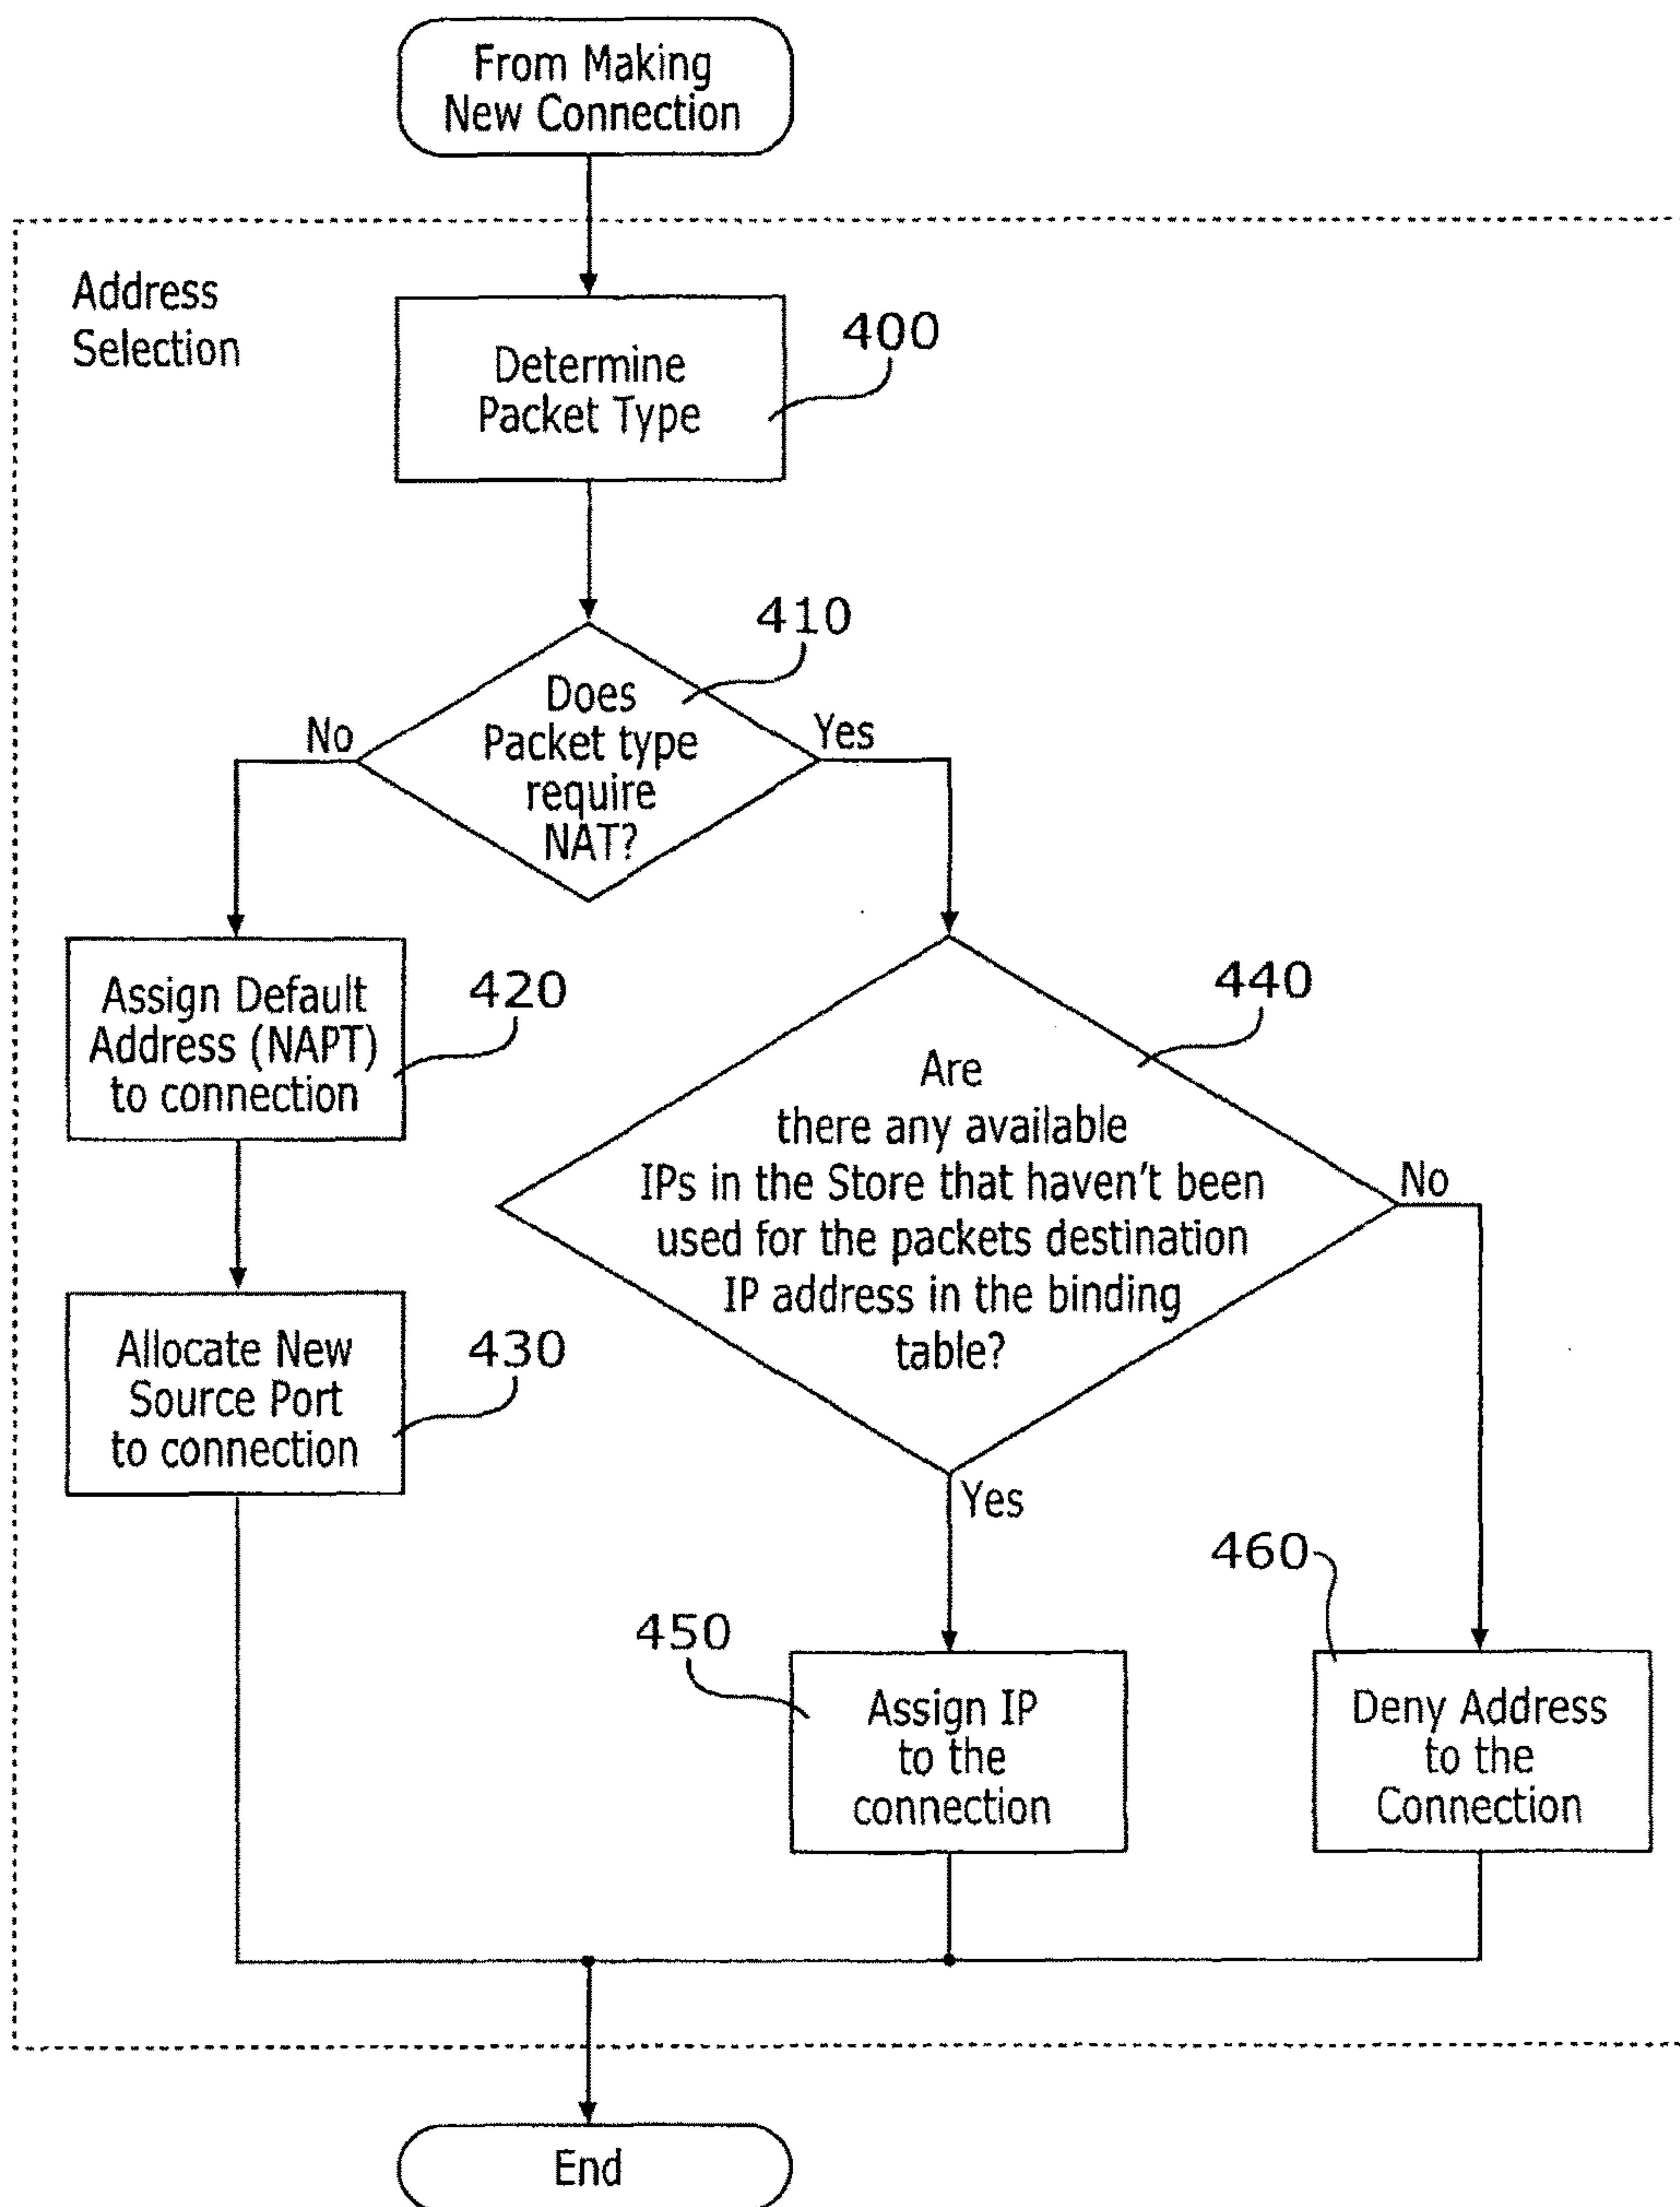 From Making
New Connection
Address
Selection
Determine
Packet Type
400
410
Does
Packet type
require
NAT?
No
Yes
Assign Default
Address (NAPT)
to connection
420
Are
there any available
IPs in the Store that haven't been
used for the packets destination
IP address in the binding
table?
440
No
Yes
Allocate New
Source Port
to connection
430
450
Assign IP
to the
connection
460
Deny Address
to the
Connection
End